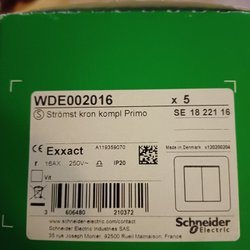 WDE002016 x 5
S Strömst kron kompl Primo SE 18 221 16
Exxact A119359070 Made in Denmark v120200204
r 16AX 250V~ IP20
Vit
3 606480 210372
www.schneider-electric.com/contact
Schneider Electric Industries SAS
35 rue Joseph Monier, 92500 Rueil Malmaison, France
Schneider
Electric